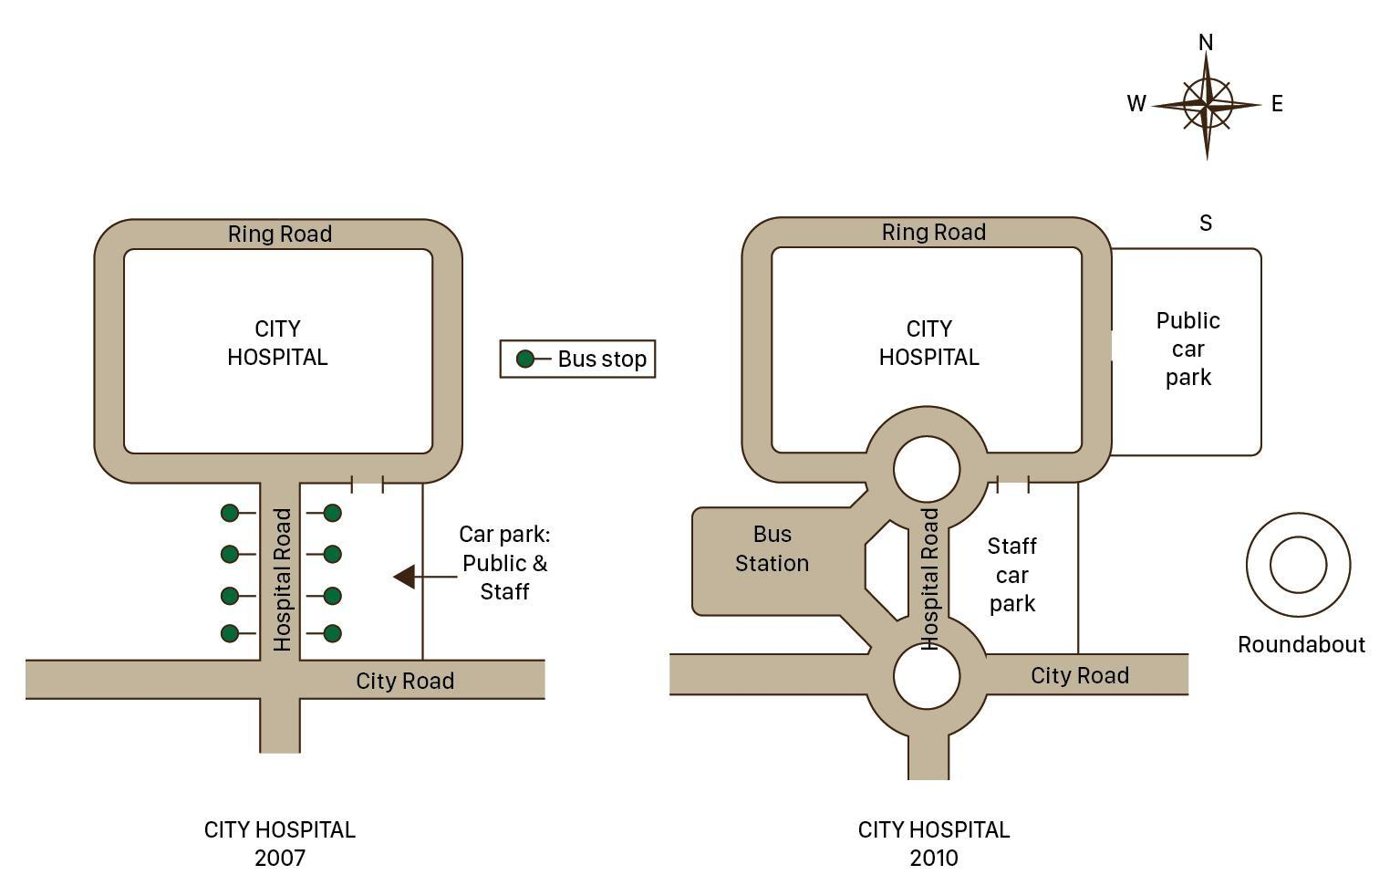 N
W
E
S
Ring Road
CITY
HOSPITAL
Bus stop
Hospital Road
Car park:
Public &
Staff
City Road
CITY HOSPITAL
2007
Ring Road
CITY
HOSPITAL
Public
car
park
Bus
Station
Hospital Road
Staff
car
park
City Road
Roundabout
CITY HOSPITAL
2010